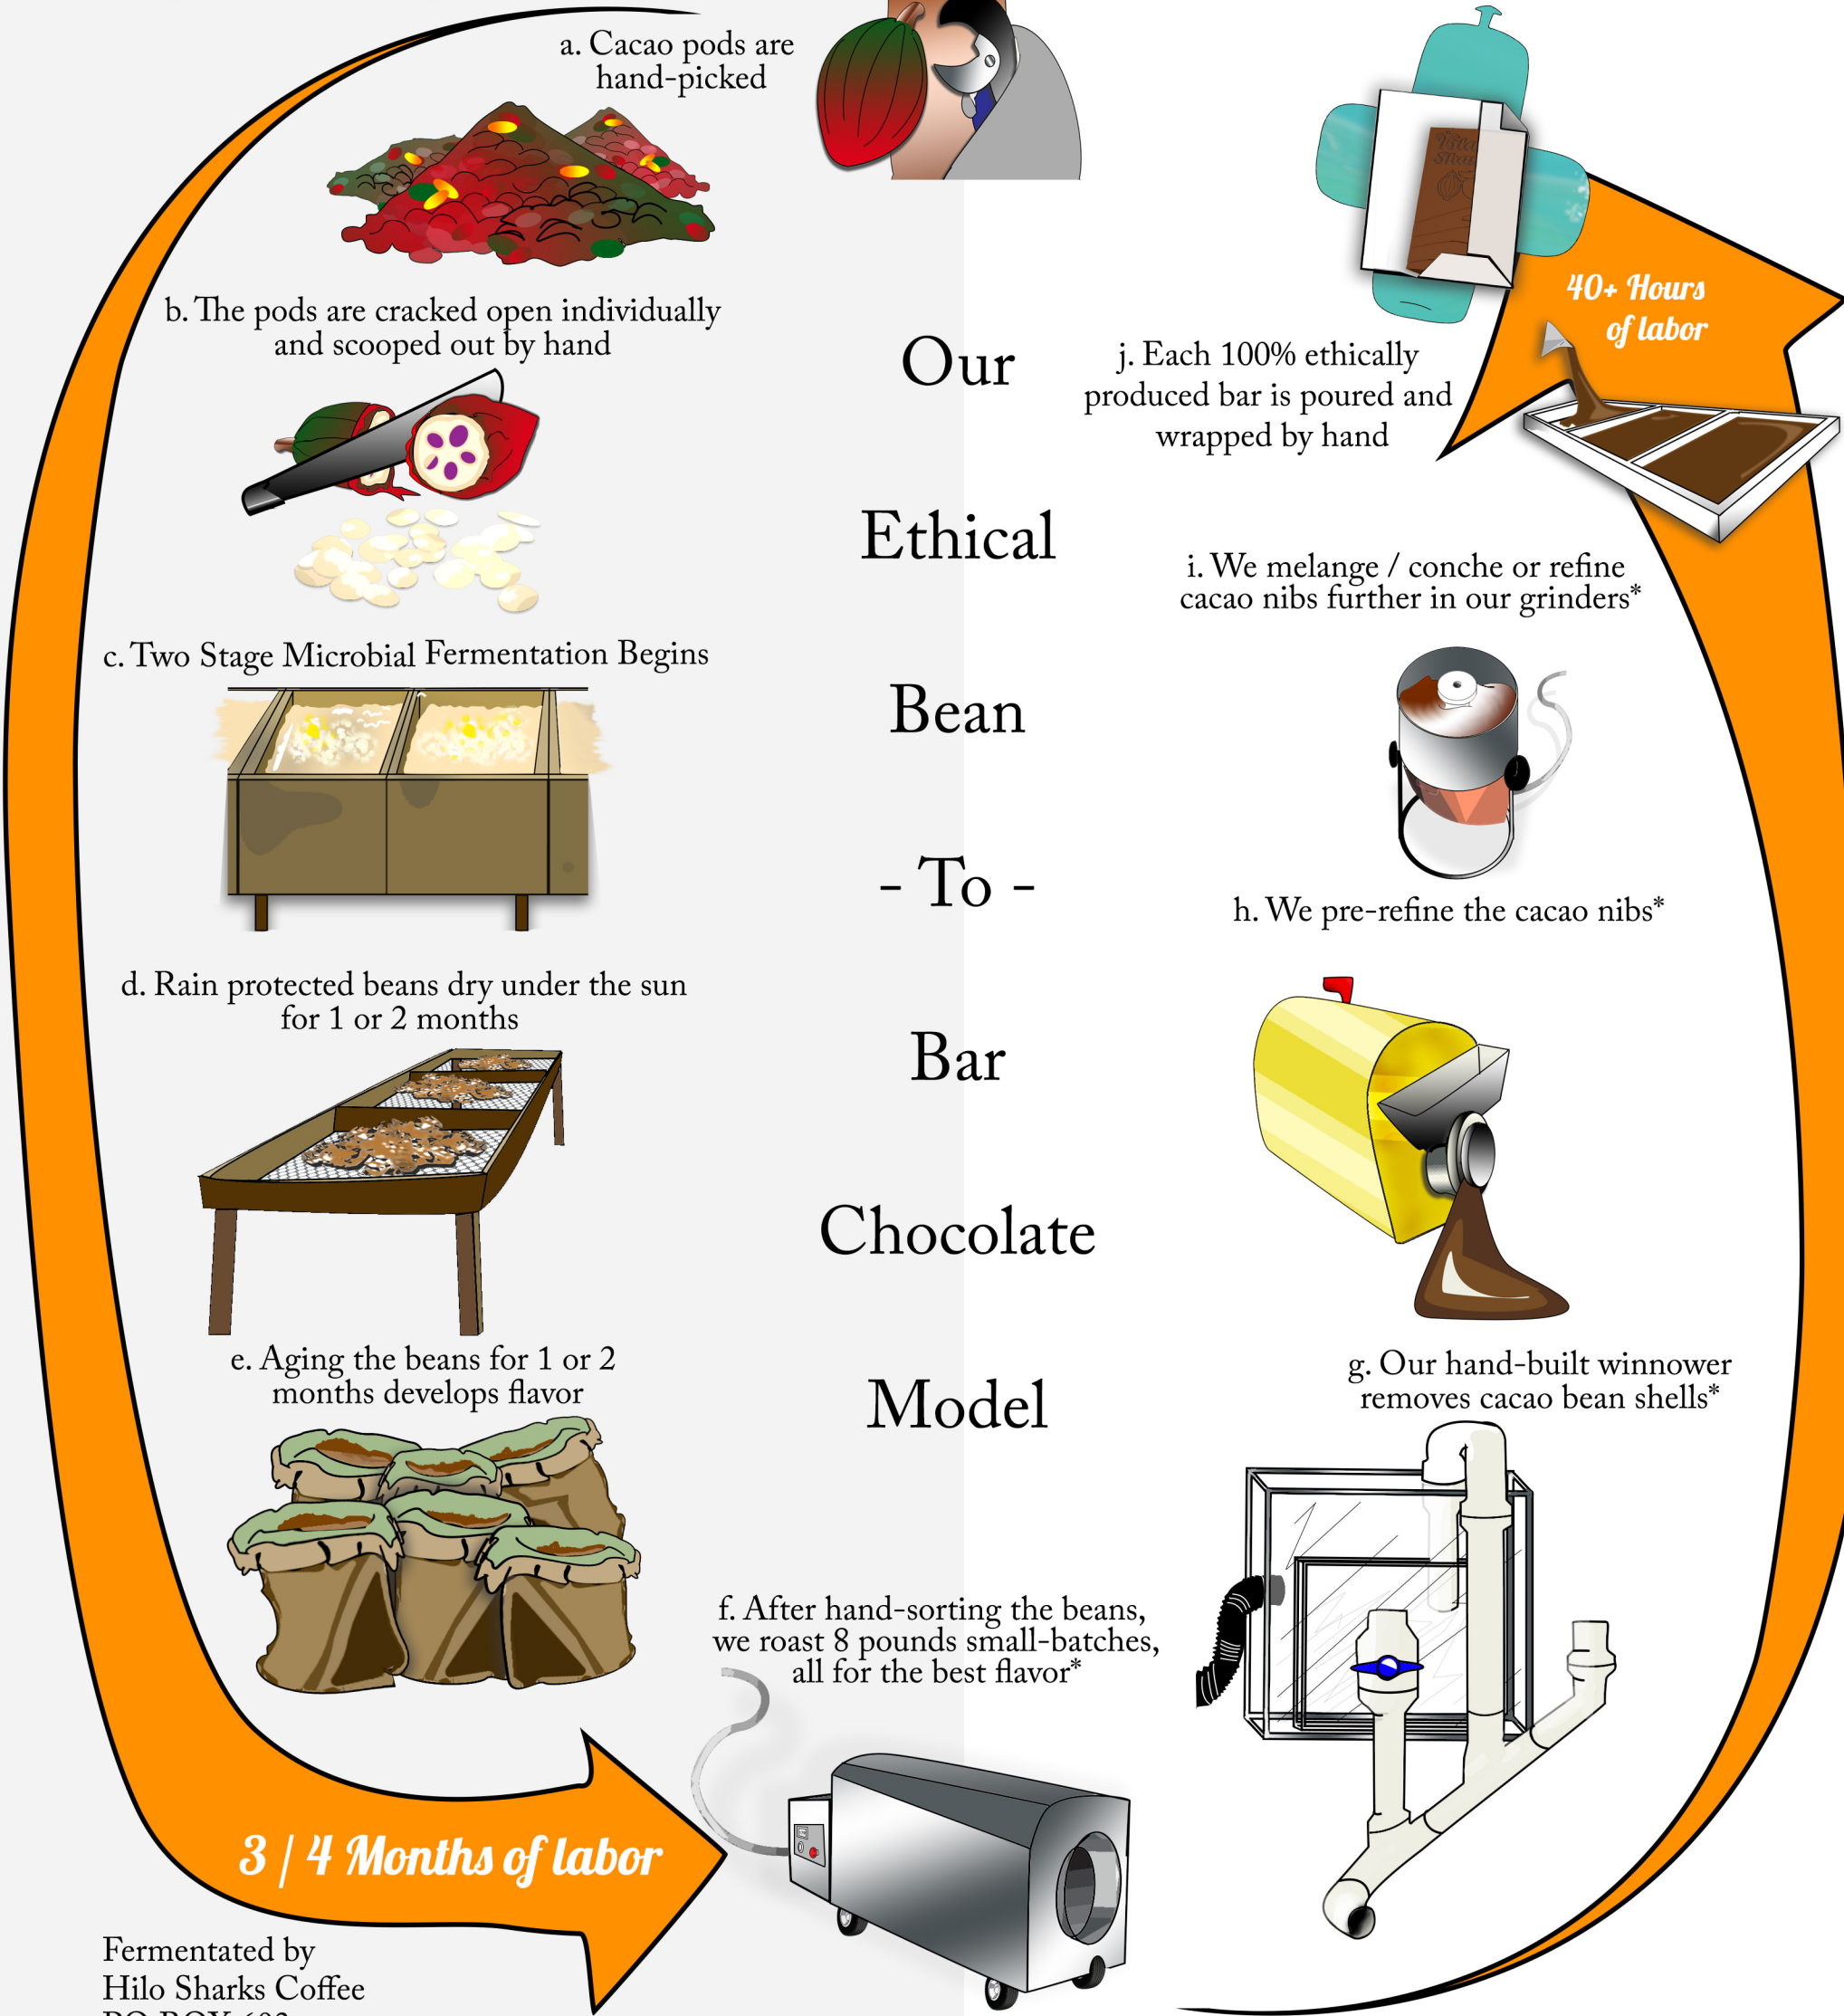 a. Cacao pods are
hand-picked
b. The pods are cracked open individually
and scooped out by hand
c. Two Stage Microbial Fermentation Begins
d. Rain protected beans dry under the sun
for 1 or 2 months
e. Aging the beans for 1 or 2
months develops flavor
3 / 4 Months of labor
Fermentated by
Hilo Sharks Coffee
Our
Ethical
Bean
- To -
Bar
Chocolate
Model
f. After hand-sorting the beans,
we roast 8 pounds small-batches,
all for the best flavor*
g. Our hand-built winnower
removes cacao bean shells*
h. We pre-refine the cacao nibs*
i. We melange / conche or refine
cacao nibs further in our grinders*
j. Each 100% ethically
produced bar is poured and
wrapped by hand
40+ Hours
of labor